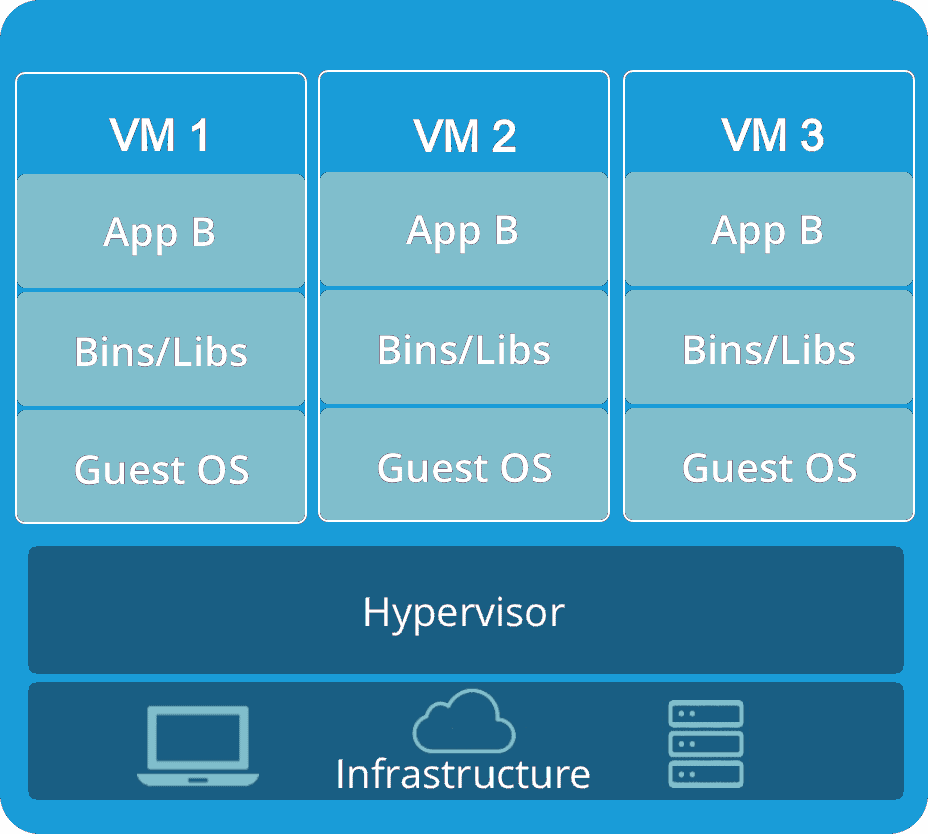 VM 1
VM 2
VM 3
App B
App B
App B
Bins/Libs
Bins/Libs
Bins/Libs
Guest OS
Guest OS
Guest OS
Hypervisor
Infrastructure